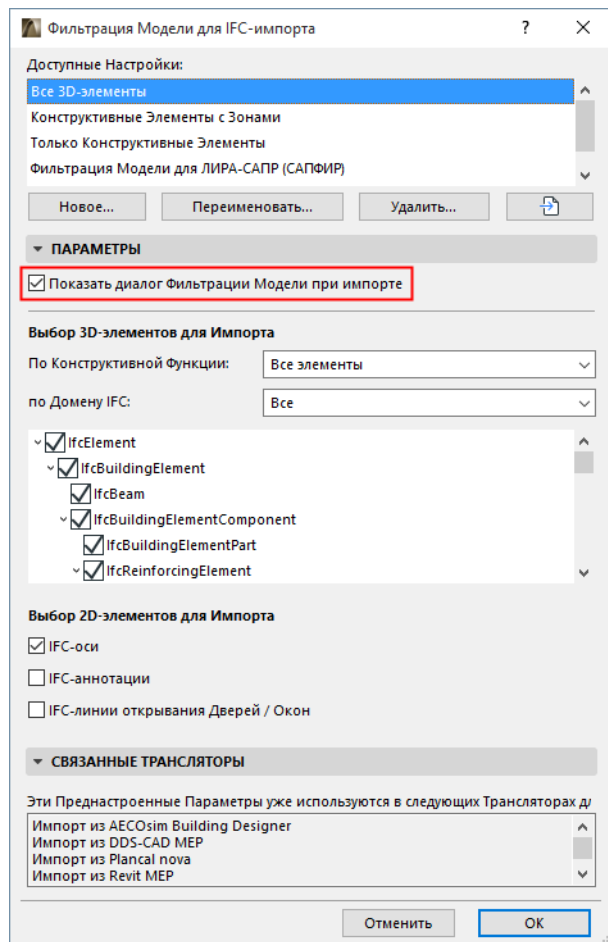 Фильтрация Модели для IFC-импорта
Доступные Настройки:
Все 3D-элементы
Конструктивные Элементы с Зонами
Только Конструктивные Элементы
Фильтрация Модели для ЛИРА-САПР (САПФИР)
Новое... Переименовать... Удалить...
ПАРАМЕТРЫ
Показать диалог Фильтрации Модели при импорте
Выбор 3D-элементов для Импорта
По Конструктивной Функции: Все элементы
по Домену IFC: Все
IfcElement
IfcBuildingElement
IfcBeam
IfcBuildingElementComponent
IfcBuildingElementPart
IfcReinforcingElement
Выбор 2D-элементов для Импорта
IFC-оси
IFC-аннотации
IFC-линии открывания Дверей / Окон
СВЯЗАННЫЕ ТРАНСЛЯТОРЫ
Эти Преднастроенные Параметры уже используются в следующих Трансляторах дл
Импорт из AECOsim Building Designer
Импорт из DDS-CAD MEP
Импорт из Plancal nova
Импорт из Revit MEP
Отменить OK